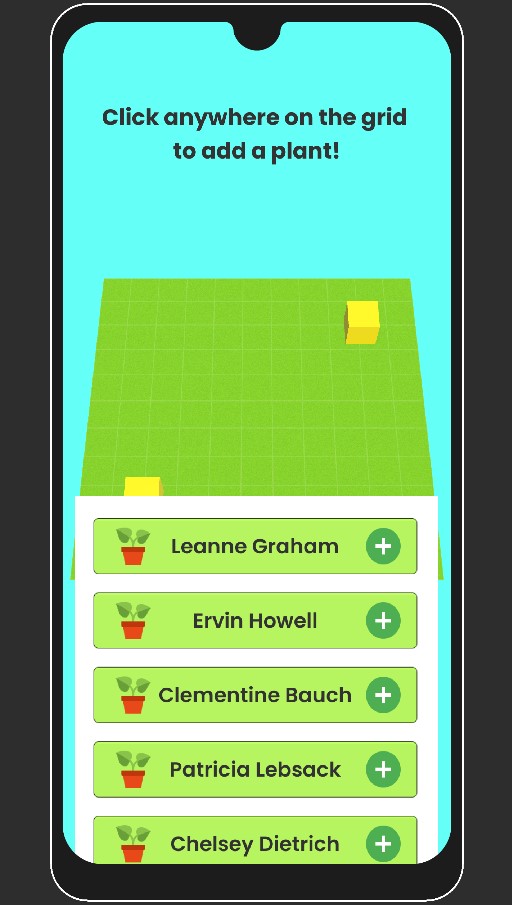 Click anywhere on the grid
to add a plant!
Leanne Graham
Ervin Howell
Clementine Bauch
Patricia Lebsack
Chelsey Dietrich